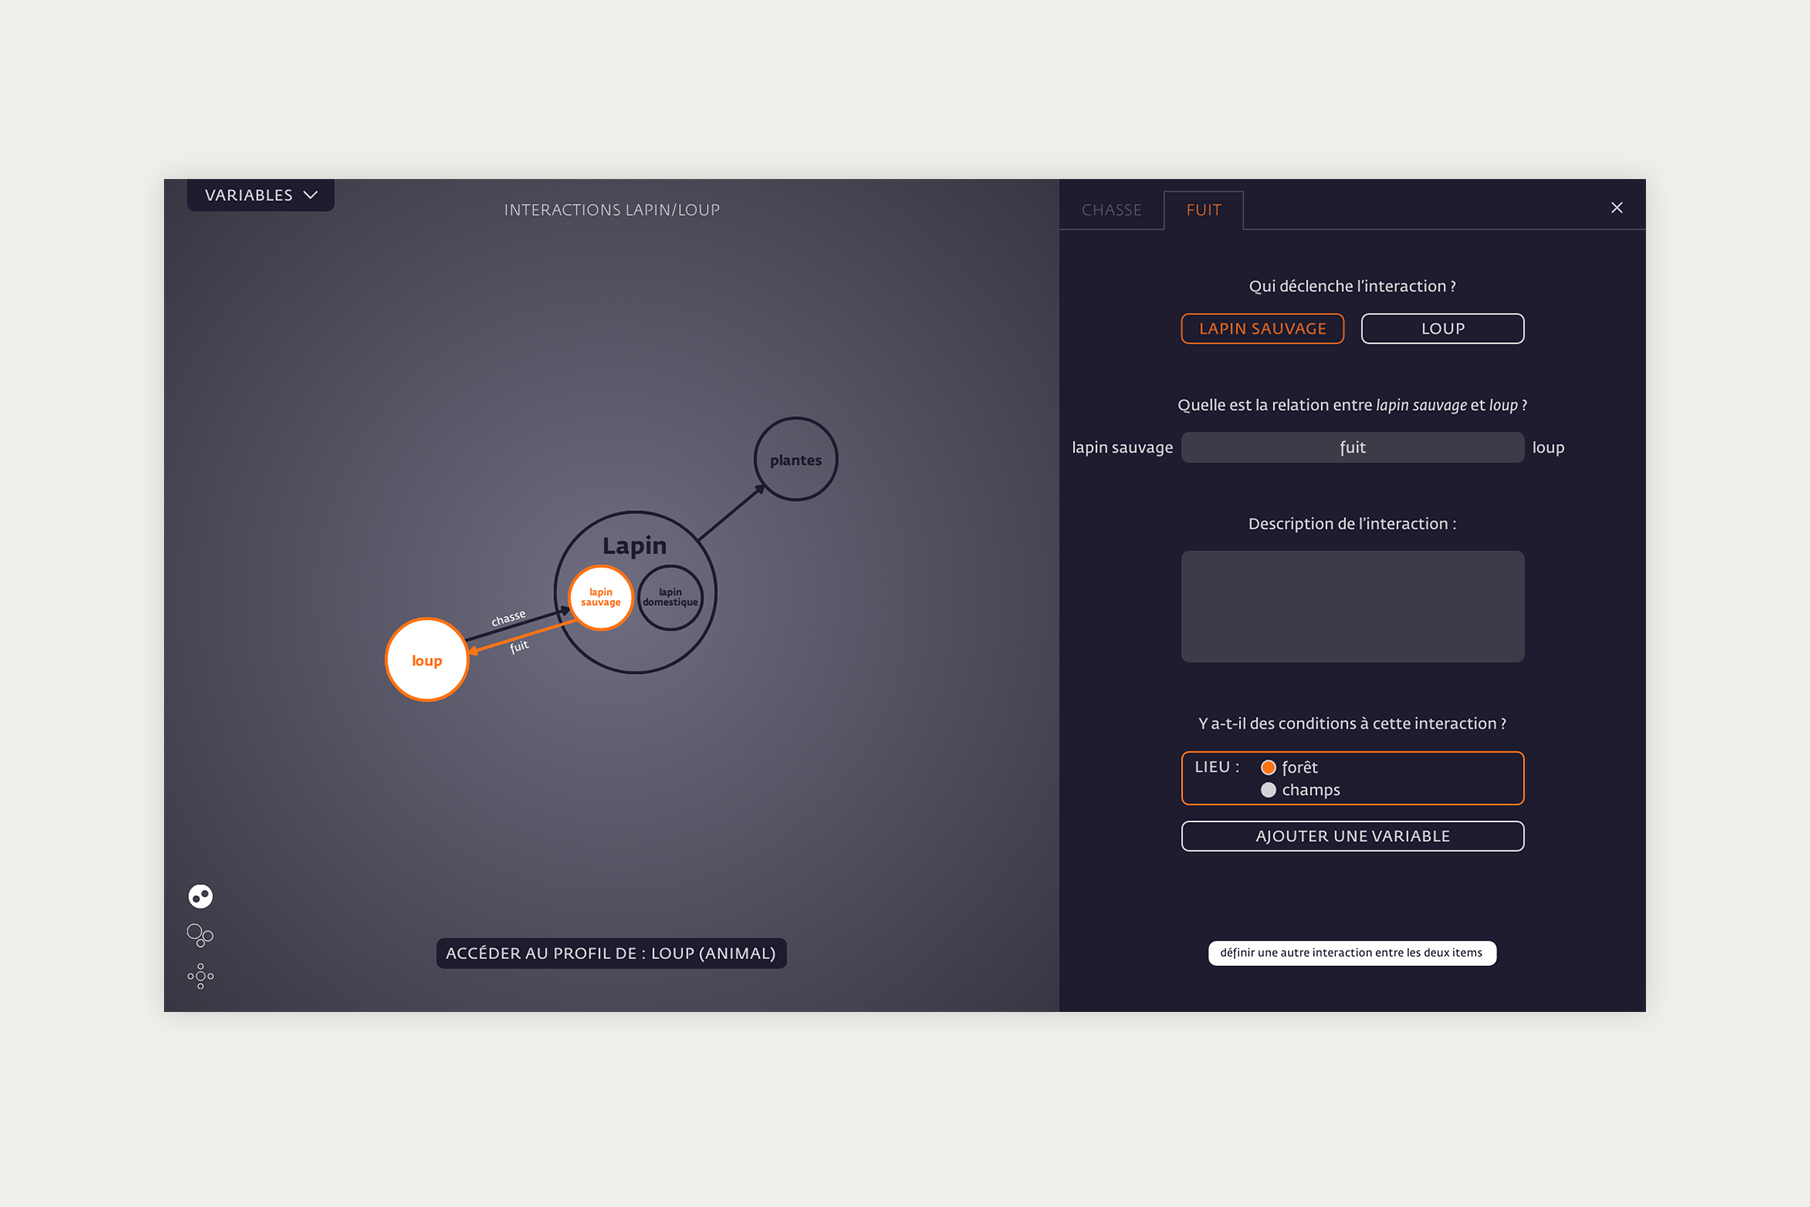 VARIABLES
INTERACTIONS LAPIN/LOUP
plantes
Lapin
lapin
sauvage
lapin
domestique
chasse
fuit
loup
ACCÉDER AU PROFIL DE : LOUP (ANIMAL)
CHASSE
FUIT
Qui déclenche l'interaction ?
LAPIN SAUVAGE
LOUP
Quelle est la relation entre lapin sauvage et loup ?
lapin sauvage fuit loup
Description de l'interaction :
Y a-t-il des conditions à cette interaction ?
LIEU : forêt
champs
AJOUTER UNE VARIABLE
définir une autre interaction entre les deux items